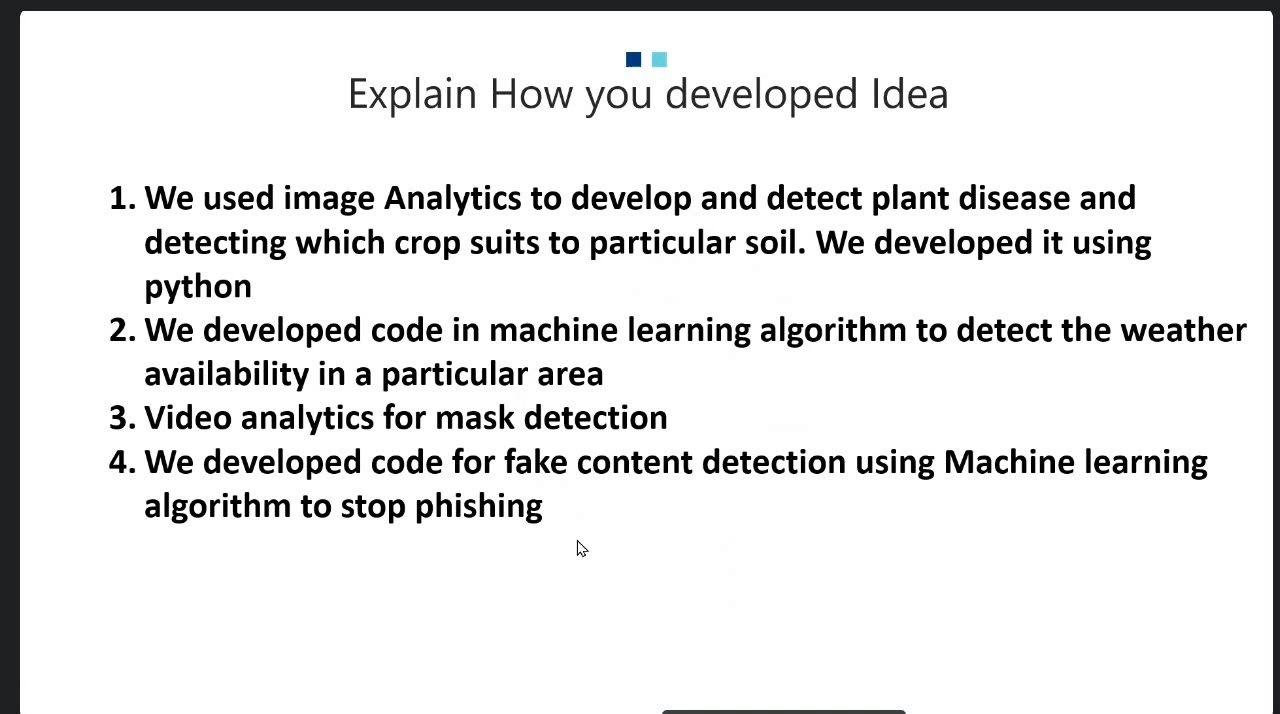 Explain How you developed Idea
1. We used image Analytics to develop and detect plant disease and
detecting which crop suits to particular soil. We developed it using
python
2. We developed code in machine learning algorithm to detect the weather
availability in a particular area
3. Video analytics for mask detection
4. We developed code for fake content detection using Machine learning
algorithm to stop phishing